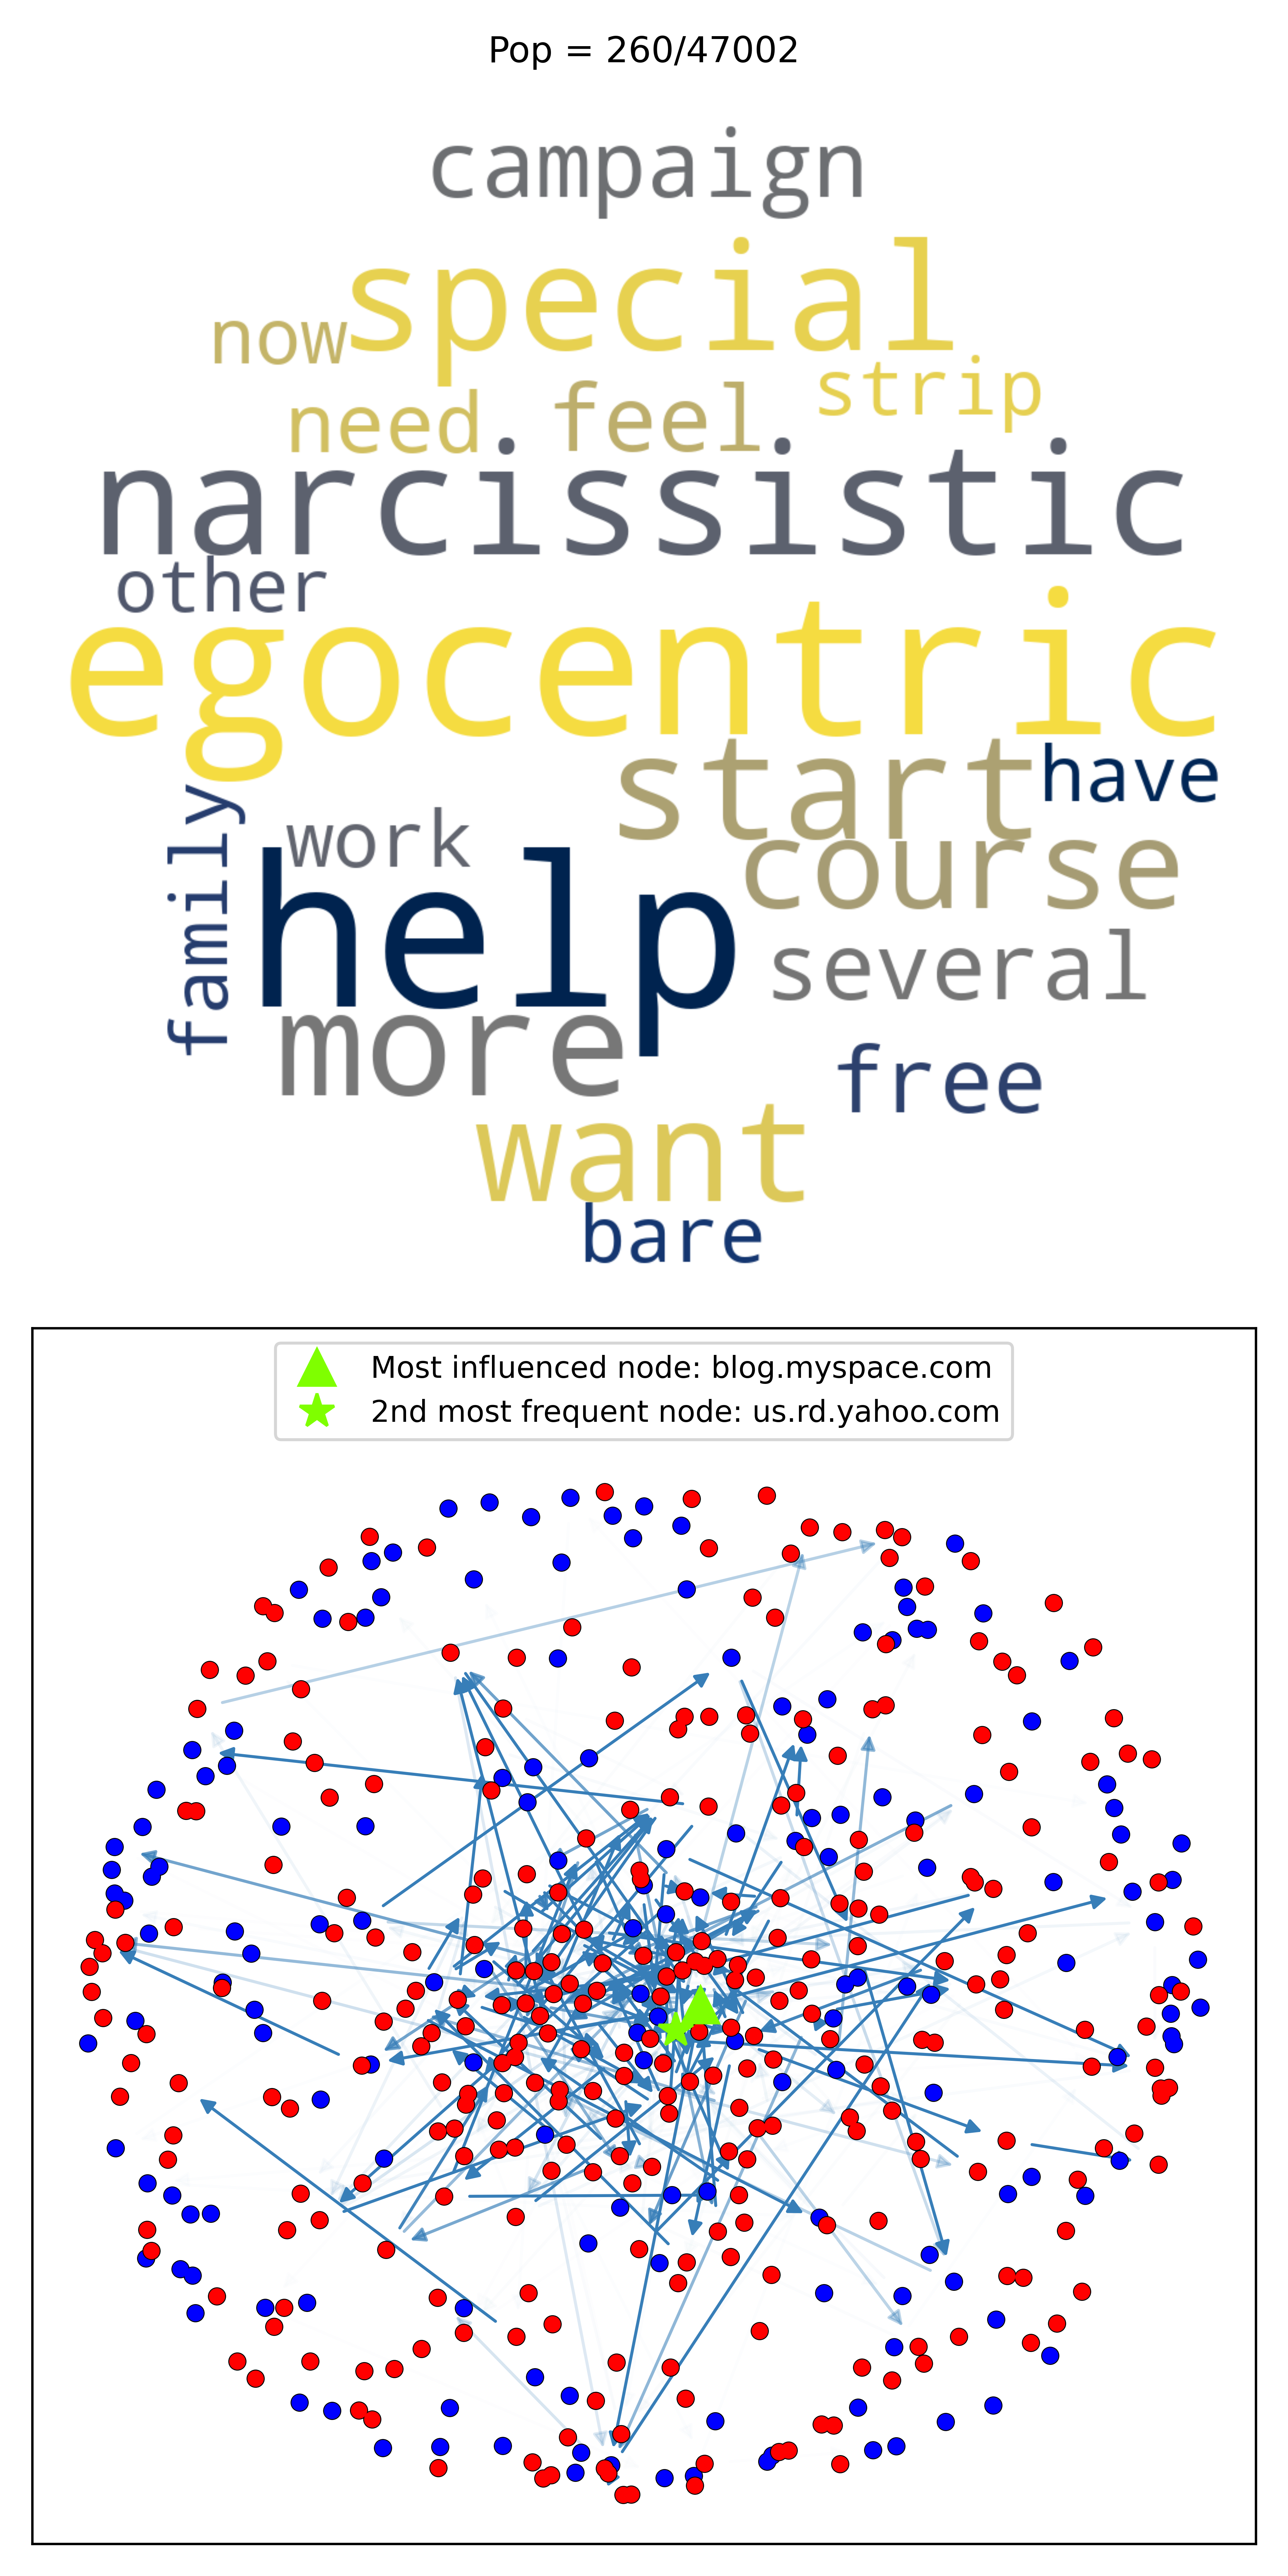 Pop = 260/47002
campaign
special
now
strip
need feel
narcissistic
other
egocentric
start
have
work
course
family
help
several
more
free
want
bare
Most influenced node: blog.myspace.com
2nd most frequent node: us.rd.yahoo.com